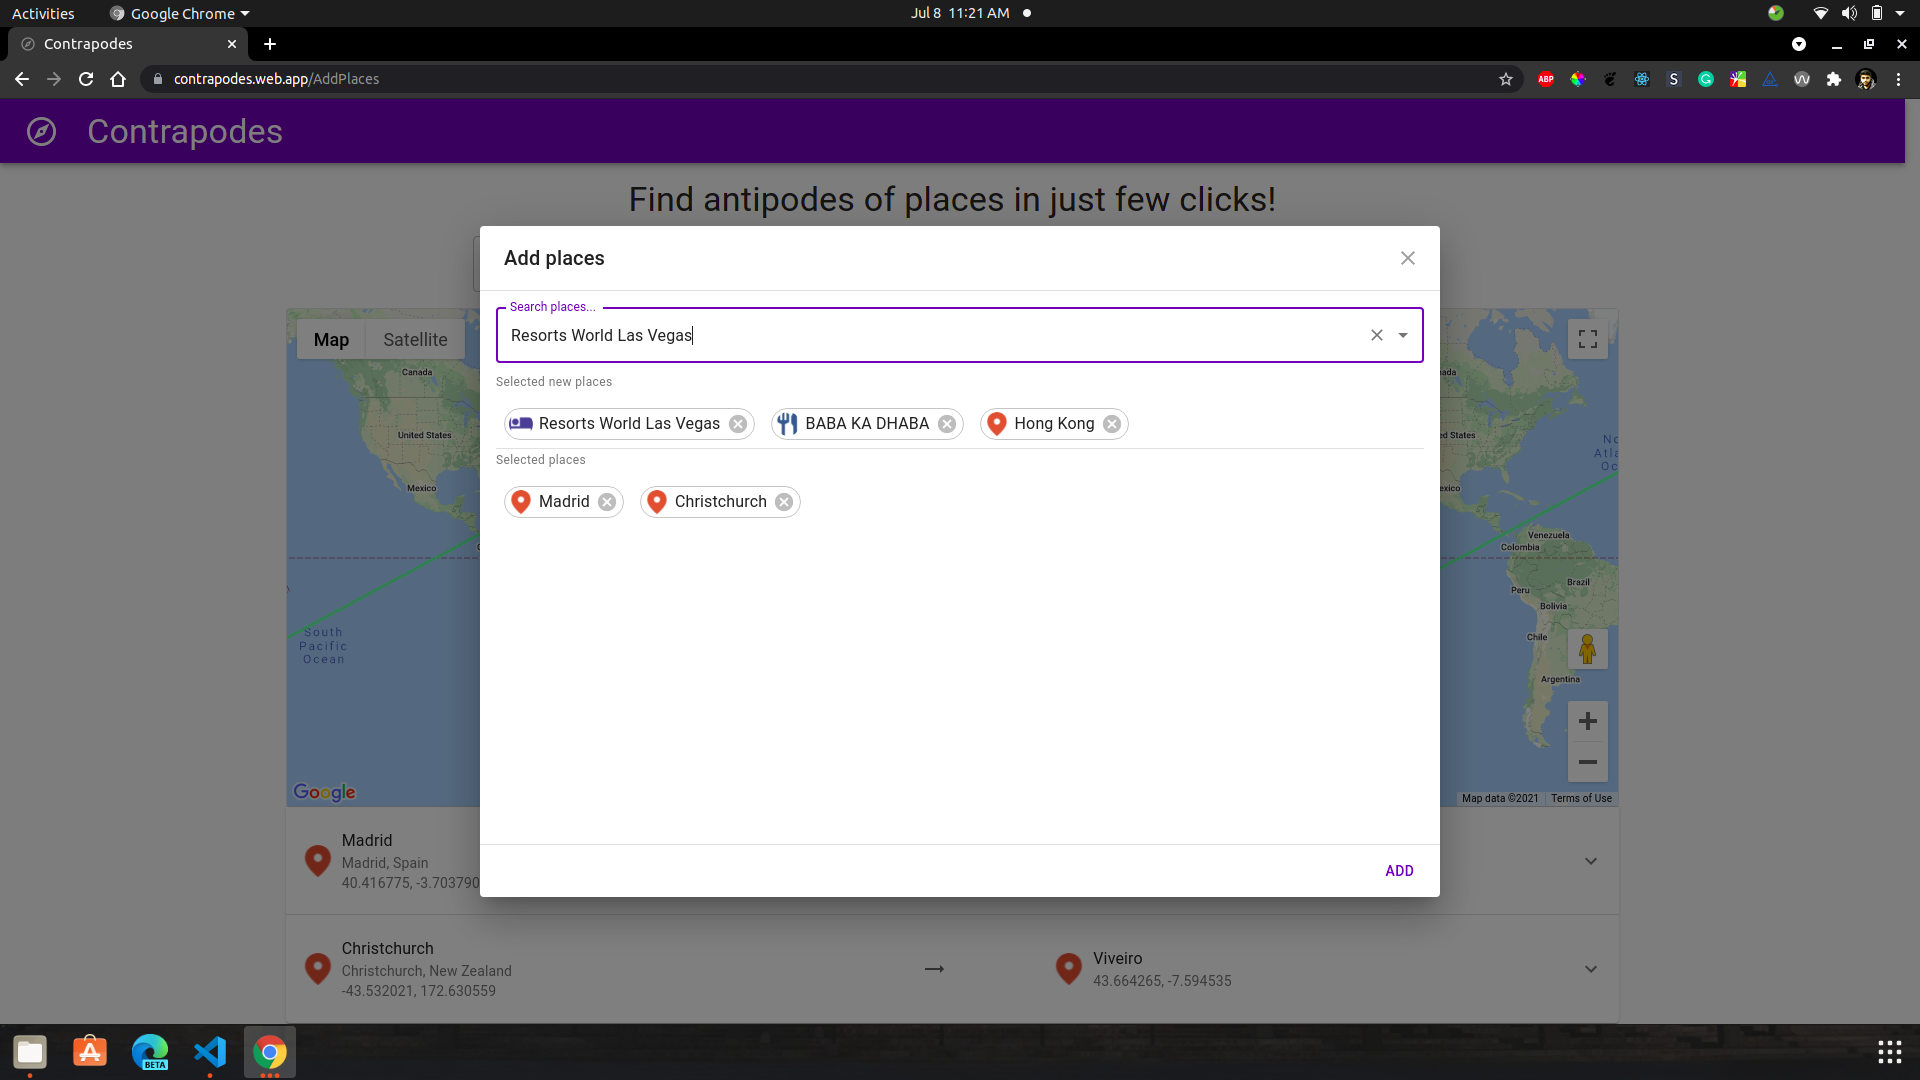 Activities
Google Chrome
Jul 8 11:21 AM
Contrapodes
contrapodes.web.app/AddPlaces
ABP
S
Contrapodes
Find antipodes of places in just few clicks!
Add places
Search places...
Resorts World Las Vegas
Selected new places
Resorts World Las Vegas
BABA KA DHABA
Hong Kong
Selected places
Madrid
Christchurch
ADD
Map
Satellite
Canada
United States
Mexico
South
Pacific
Ocean
Google
ada
ed States
exico
No
Atla
Oc
Venezuela
Colombia
Brazil
Peru
Bolivia
Chile
Argentina
Map data ©2021
Terms of Use
Madrid
Madrid, Spain
40.416775, -3.703790
Christchurch
Christchurch, New Zealand
-43.532021, 172.630559
Viveiro
43.664265, -7.594535
BETA